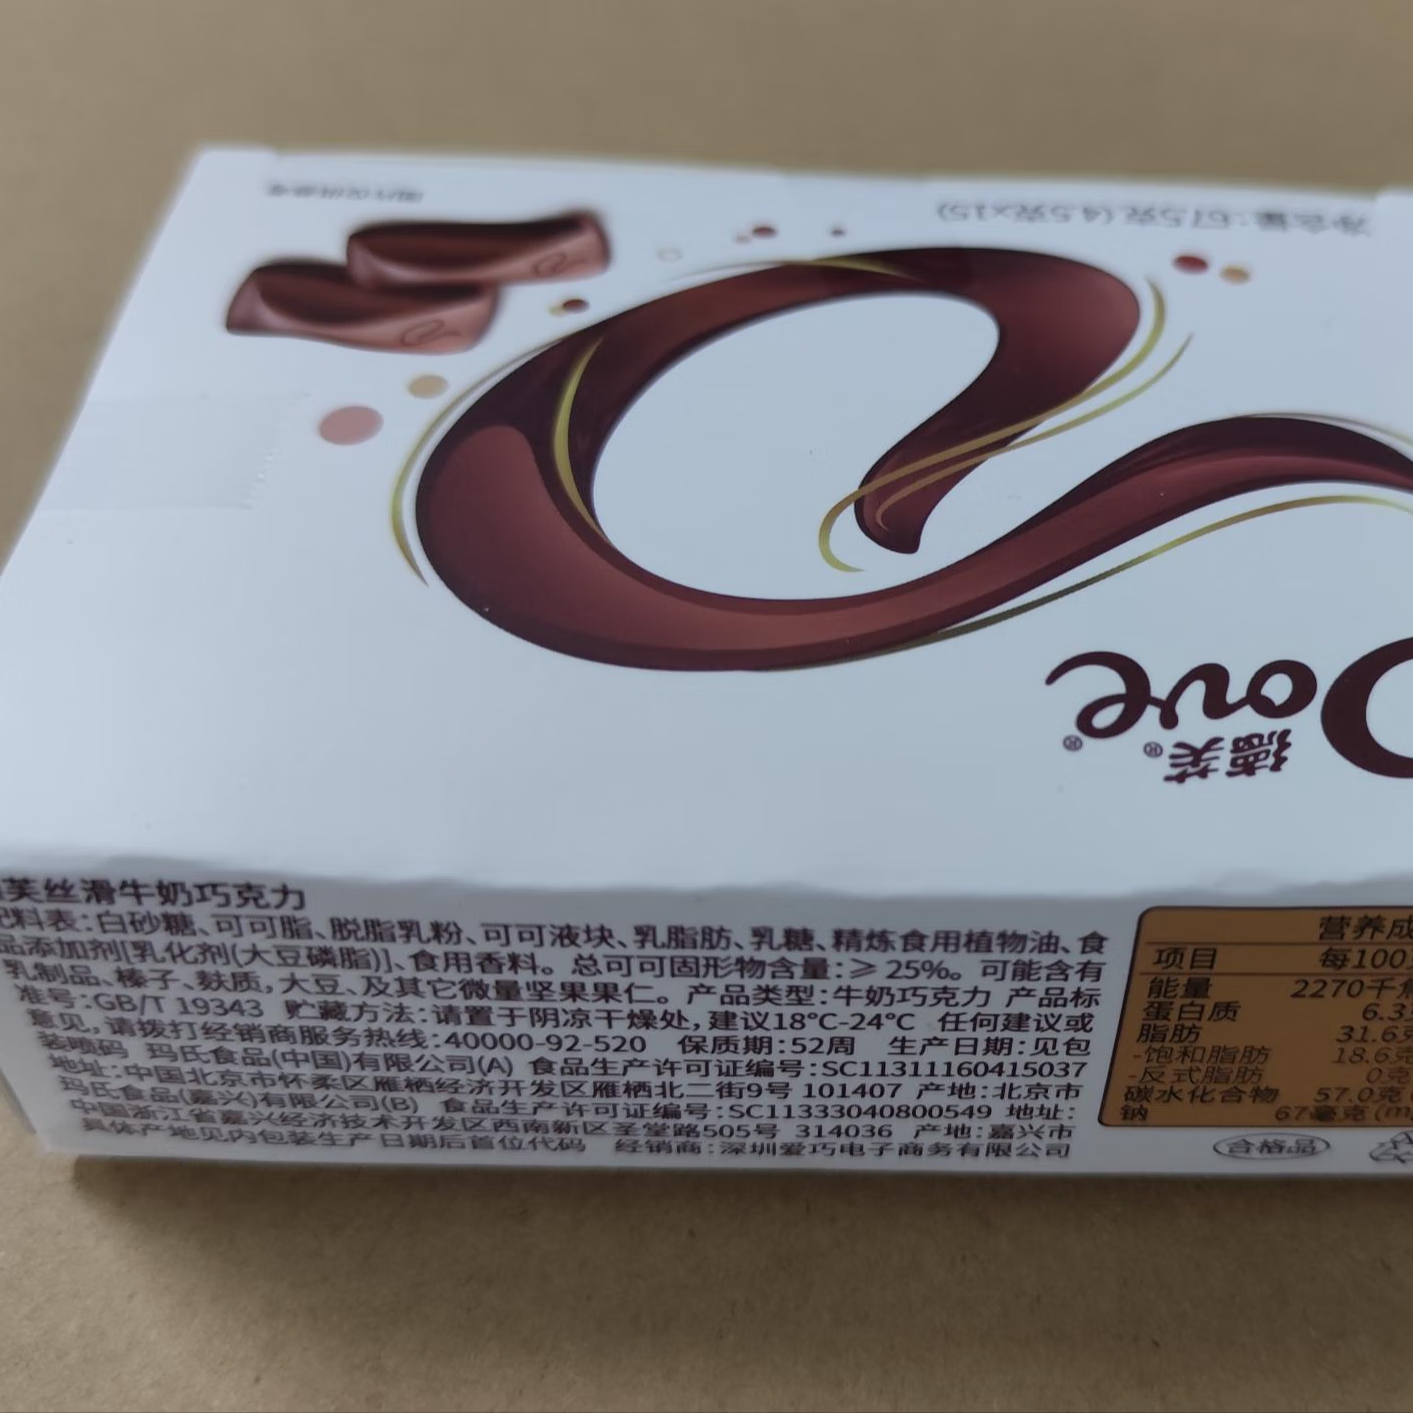 图片仅供参考
净含量:67.5克(4.5克x15)
Dove
德芙
芙丝滑牛奶巧克力
配料表:白砂糖、可可脂、脱脂乳粉、可可液块、乳脂肪、乳糖、精炼食用植物油、食
品添加剂[乳化剂(大豆磷脂)]、食用香料。总可可固形物含量:≥ 25%。可能含有
乳制品、榛子、麸质,大豆、及其它微量坚果果仁。产品类型:牛奶巧克力 产品标
准号:GB/T 19343 贮藏方法:请置于阴凉干燥处,建议18°C-24°C 任何建议或
意见,请拨打经销商服务热线:40000-92-520 保质期:52周 生产日期:见包
装喷码 玛氏食品(中国)有限公司(A) 食品生产许可证编号:SC11311160415037
地址:中国北京市怀柔区雁栖经济开发区雁栖北二街9号 101407 产地:北京市
玛氏食品(嘉兴)有限公司(B) 食品生产许可证编号:SC11333040800549 地址:
中国浙江省嘉兴经济技术开发区西南新区圣堂路505号 314036 产地:嘉兴市
具体产地见内包装生产日期后首位代码 经销商:深圳爱巧电子商务有限公司
营养成
项目 每100
能量 2270千焦
蛋白质 6.3
脂肪 31.6克
-饱和脂肪 18.6克
-反式脂肪 0克
碳水化合物 57.0克
钠 67毫克(m
合格品